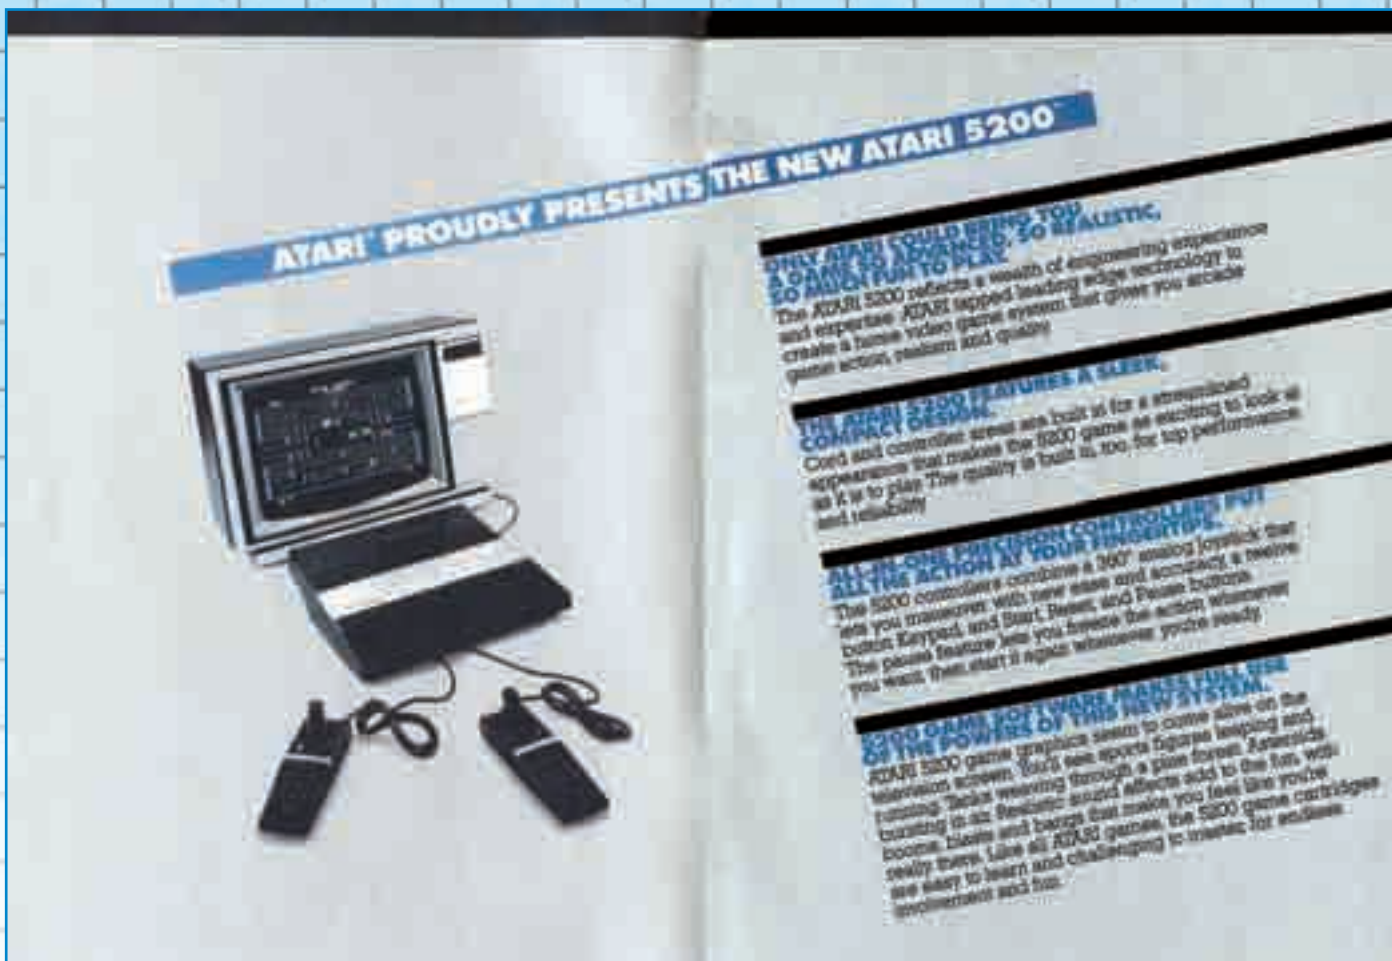 ATARI® PROUDLY PRESENTS THE NEW ATARI 5200™
ONLY ATARI COULD BRING YOU
A GAME SO ADVANCED, SO REALISTIC,
SO MUCH FUN TO PLAY.
The ATARI 5200 reflects a wealth of engineering experience
and expertise. ATARI tapped leading edge technology to
create a home video game system that gives you arcade
game action, realism and quality.
THE ATARI 5200 FEATURES A SLEEK,
COMPACT DESIGN.
Cord and controller areas are built in for a streamlined
appearance that makes the 5200 game as exciting to look at
as it is to play. The quality is built in, too, for top performance
and reliability.
ALL-IN-ONE PRECISION CONTROLLERS PUT
ALL THE ACTION AT YOUR FINGERTIPS.
The 5200 controllers combine a 360° analog joystick that
lets you maneuver with new ease and accuracy, a twelve
button Keypad, and Start, Reset, and Pause buttons.
The pause feature lets you freeze the action whenever
you want, then start it again whenever you're ready.
5200 GAME SOFTWARE MAKES FULL USE
OF THE POWERS OF THIS NEW SYSTEM.
ATARI 5200 game graphics seem to come alive on the
television screen. You'll see sports figures leaping and
running. Tanks weaving through a pine forest. Asteroids
bursting in air. Realistic sound effects add to the fun, with
booms, blasts and bangs that make you feel like you're
really there. Like all ATARI games, the 5200 game cartridges
are easy to learn and challenging to master, for endless
involvement and fun.